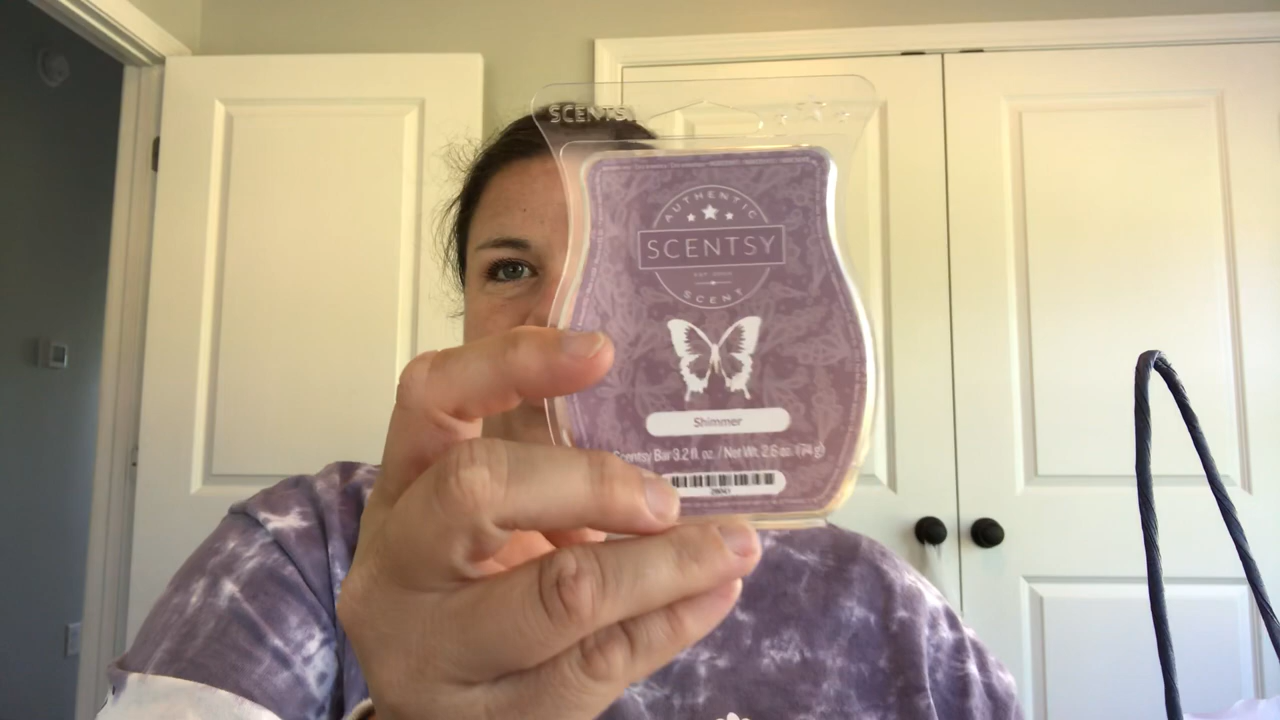 SCENTSY
AUTHENTIC
SCENTSY
SCENT
Shimmer
Scentsy Bar 3.2 fl. oz. / Net Wt. 2.6 oz. (74 g)